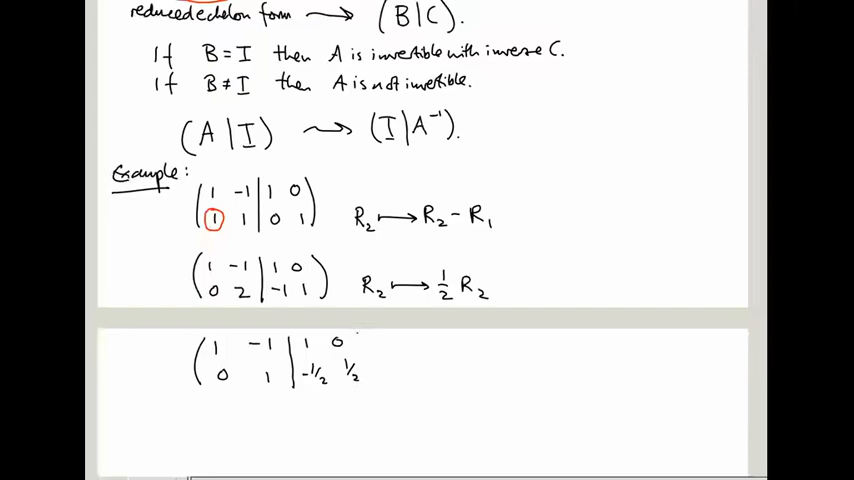 reduced echelon form ⟶ (B|C).
If B = I then A is invertible with inverse C.
If B ≠ I then A is not invertible.
(A | I) ⟶ (I | A⁻¹).
Example:
( 1 -1 | 1 0 )
( 1 1 | 0 1 ) R₂ ⟼ R₂ - R₁
( 1 -1 | 1 0 )
( 0 2 | -1 1 ) R₂ ⟼ 1/2 R₂
( 1 -1 | 1 0
( 0 1 | -1/2 1/2